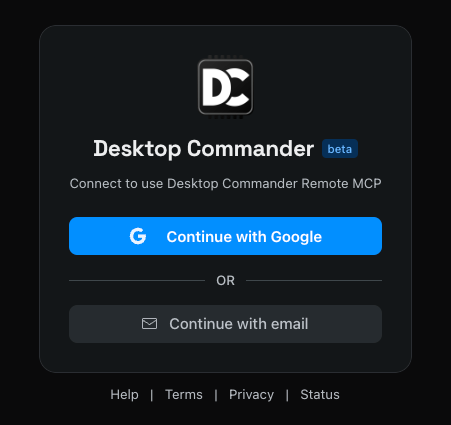 DC
Desktop Commander beta
Connect to use Desktop Commander Remote MCP
Continue with Google
OR
Continue with email
Help | Terms | Privacy | Status